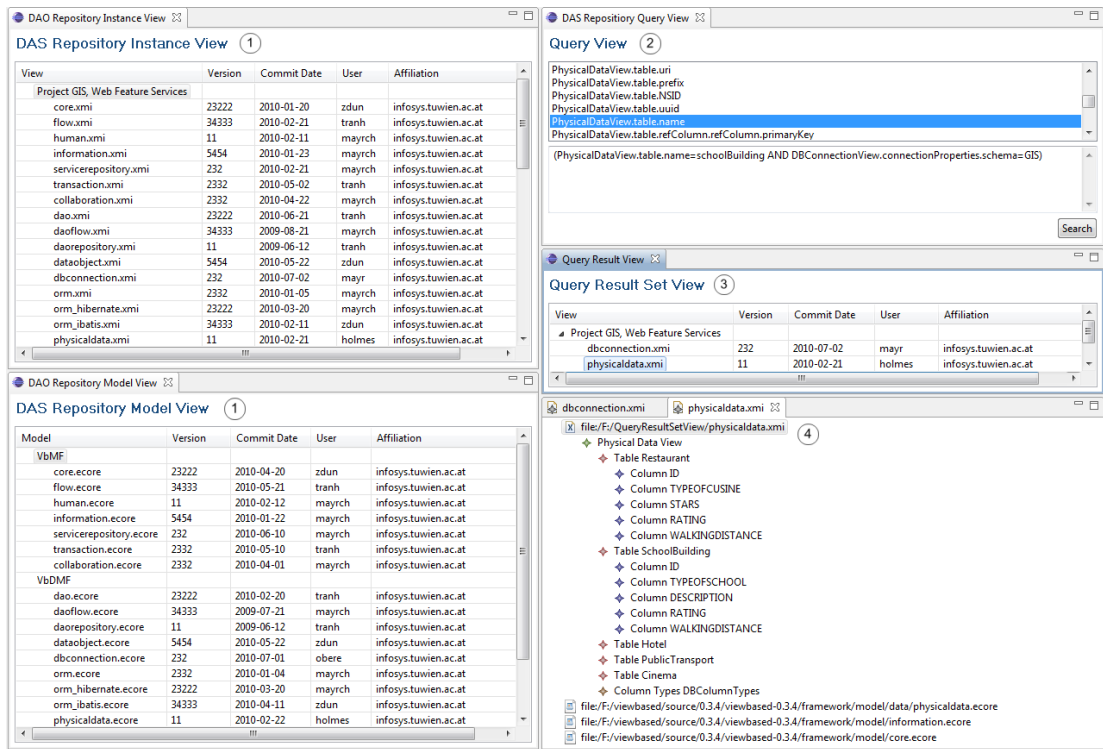 DAO Repository Instance View
DAS Repository Instance View 1
View Version Commit Date User Affiliation
Project GIS, Web Feature Services
core.xmi 23222 2010-01-20 zdun infosys.tuwien.ac.at
flow.xmi 34333 2010-02-21 tranh infosys.tuwien.ac.at
human.xmi 11 2010-02-11 mayrch infosys.tuwien.ac.at
information.xmi 5454 2010-01-23 mayrch infosys.tuwien.ac.at
servicerepository.xmi 232 2010-02-21 mayrch infosys.tuwien.ac.at
transaction.xmi 2332 2010-05-02 tranh infosys.tuwien.ac.at
collaboration.xmi 2332 2010-04-22 mayrch infosys.tuwien.ac.at
dao.xmi 23222 2010-06-21 tranh infosys.tuwien.ac.at
daoflow.xmi 34333 2009-08-21 mayrch infosys.tuwien.ac.at
daorepository.xmi 11 2009-06-12 tranh infosys.tuwien.ac.at
dataobject.xmi 5454 2010-05-22 zdun infosys.tuwien.ac.at
dbconnection.xmi 232 2010-07-02 mayr infosys.tuwien.ac.at
orm.xmi 2332 2010-01-05 mayrch infosys.tuwien.ac.at
orm_hibernate.xmi 23222 2010-03-20 mayrch infosys.tuwien.ac.at
orm_ibatis.xmi 34333 2010-02-11 zdun infosys.tuwien.ac.at
physicaldata.xmi 11 2010-02-21 holmes infosys.tuwien.ac.at
DAO Repository Model View
DAS Repository Model View 1
Model Version Commit Date User Affiliation
VbMF
core.ecore 23222 2010-04-20 zdun infosys.tuwien.ac.at
flow.ecore 34333 2010-05-21 tranh infosys.tuwien.ac.at
human.ecore 11 2010-02-12 mayrch infosys.tuwien.ac.at
information.ecore 5454 2010-01-22 mayrch infosys.tuwien.ac.at
servicerepository.ecore 232 2010-06-10 mayrch infosys.tuwien.ac.at
transaction.ecore 2332 2010-05-10 tranh infosys.tuwien.ac.at
collaboration.ecore 2332 2010-04-01 mayrch infosys.tuwien.ac.at
VbDMF
dao.ecore 23222 2010-02-20 tranh infosys.tuwien.ac.at
daoflow.ecore 34333 2009-07-21 mayrch infosys.tuwien.ac.at
daorepository.ecore 11 2009-06-12 tranh infosys.tuwien.ac.at
dataobject.ecore 5454 2010-05-22 zdun infosys.tuwien.ac.at
dbconnection.ecore 232 2010-07-01 obere infosys.tuwien.ac.at
orm.ecore 2332 2010-01-04 mayrch infosys.tuwien.ac.at
orm_hibernate.ecore 23222 2010-03-20 mayrch infosys.tuwien.ac.at
orm_ibatis.ecore 34333 2010-04-11 zdun infosys.tuwien.ac.at
physicaldata.ecore 11 2010-02-22 holmes infosys.tuwien.ac.at
DAS Repositiory Query View
Query View 2
PhysicalDataView.table.uri
PhysicalDataView.table.prefix
PhysicalDataView.table.NSID
PhysicalDataView.table.uuid
PhysicalDataView.table.name
PhysicalDataView.table.refColumn.refColumn.primaryKey
(PhysicalDataView.table.name=schoolBuilding AND DBConnectionView.connectionProperties.schema=GIS)
Search
Query Result View
Query Result Set View 3
View Version Commit Date User Affiliation
Project GIS, Web Feature Services
dbconnection.xmi 232 2010-07-02 mayr infosys.tuwien.ac.at
physicaldata.xmi 11 2010-02-21 holmes infosys.tuwien.ac.at
dbconnection.xmi physicaldata.xmi
file:/F:/QueryResultSetView/physicaldata.xmi 4
Physical Data View
Table Restaurant
Column ID
Column TYPEOFCUSINE
Column STARS
Column RATING
Column WALKINGDISTANCE
Table SchoolBuilding
Column ID
Column TYPEOFSCHOOL
Column DESCRIPTION
Column RATING
Column WALKINGDISTANCE
Table Hotel
Table PublicTransport
Table Cinema
Column Types DBColumnTypes
file:/F:/viewbased/source/0.3.4/viewbased-0.3.4/framework/model/data/physicaldata.ecore
file:/F:/viewbased/source/0.3.4/viewbased-0.3.4/framework/model/information.ecore
file:/F:/viewbased/source/0.3.4/viewbased-0.3.4/framework/model/core.ecore